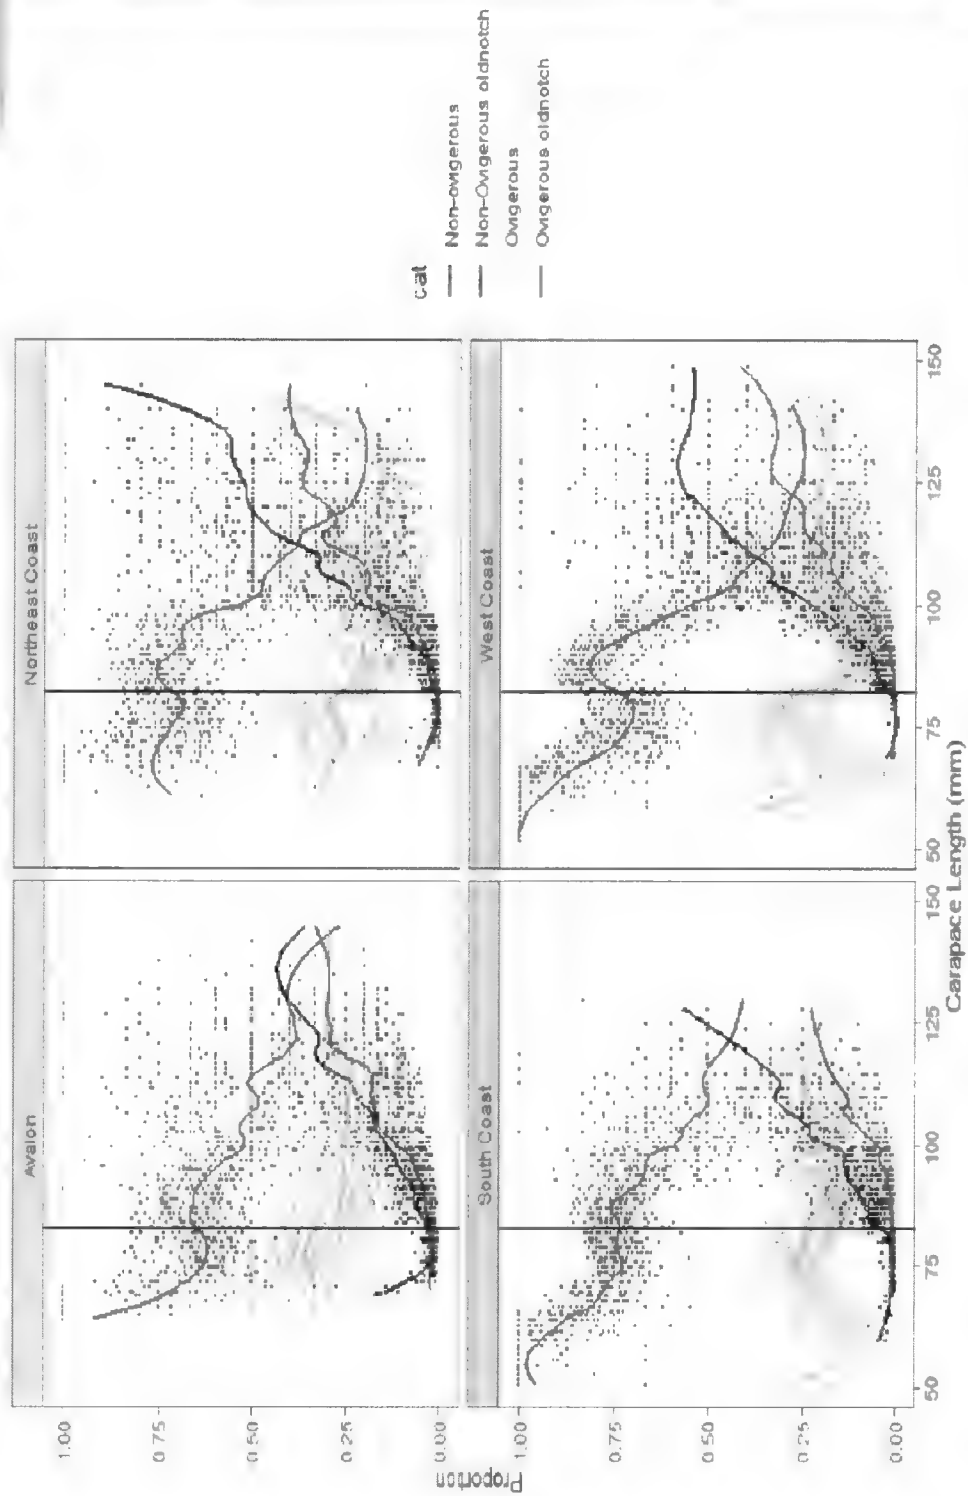 Avalon
Northeast Coast
South Coast
West Coast
Proportion
1.00
0.75
0.50
0.25
0.00
1.00
0.75
0.50
0.25
0.00
50
75
100
125
150
50
75
100
125
150
Carapace Length (mm)
cat
Non-ovigerous
Non-Ovigerous oldnotch
Ovigerous
Ovigerous oldnotch